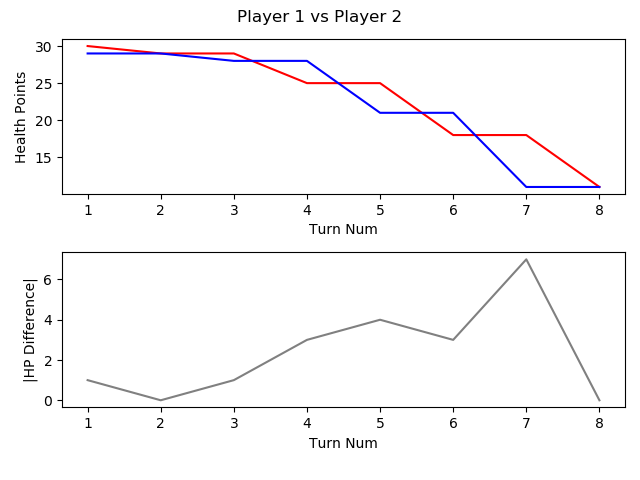 Player 1 vs Player 2
30
25
20
15
Health Points
1 2 3 4 5 6 7 8
Turn Num
6
4
2
0
|HP Difference|
1 2 3 4 5 6 7 8
Turn Num